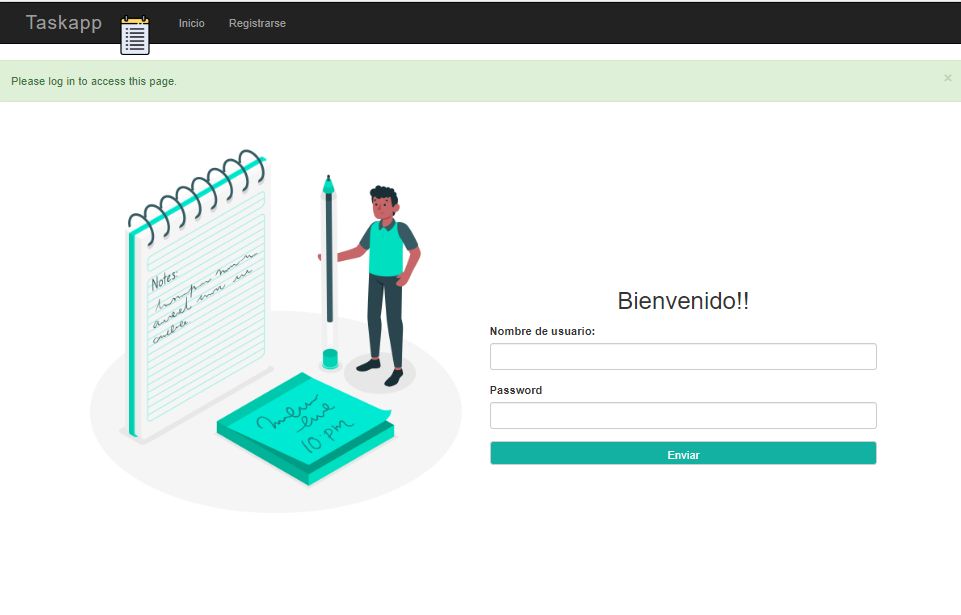 Taskapp
Inicio
Registrarse
Please log in to access this page.
×
Notes:
10 pm
Bienvenido!!
Nombre de usuario:
Password
Enviar